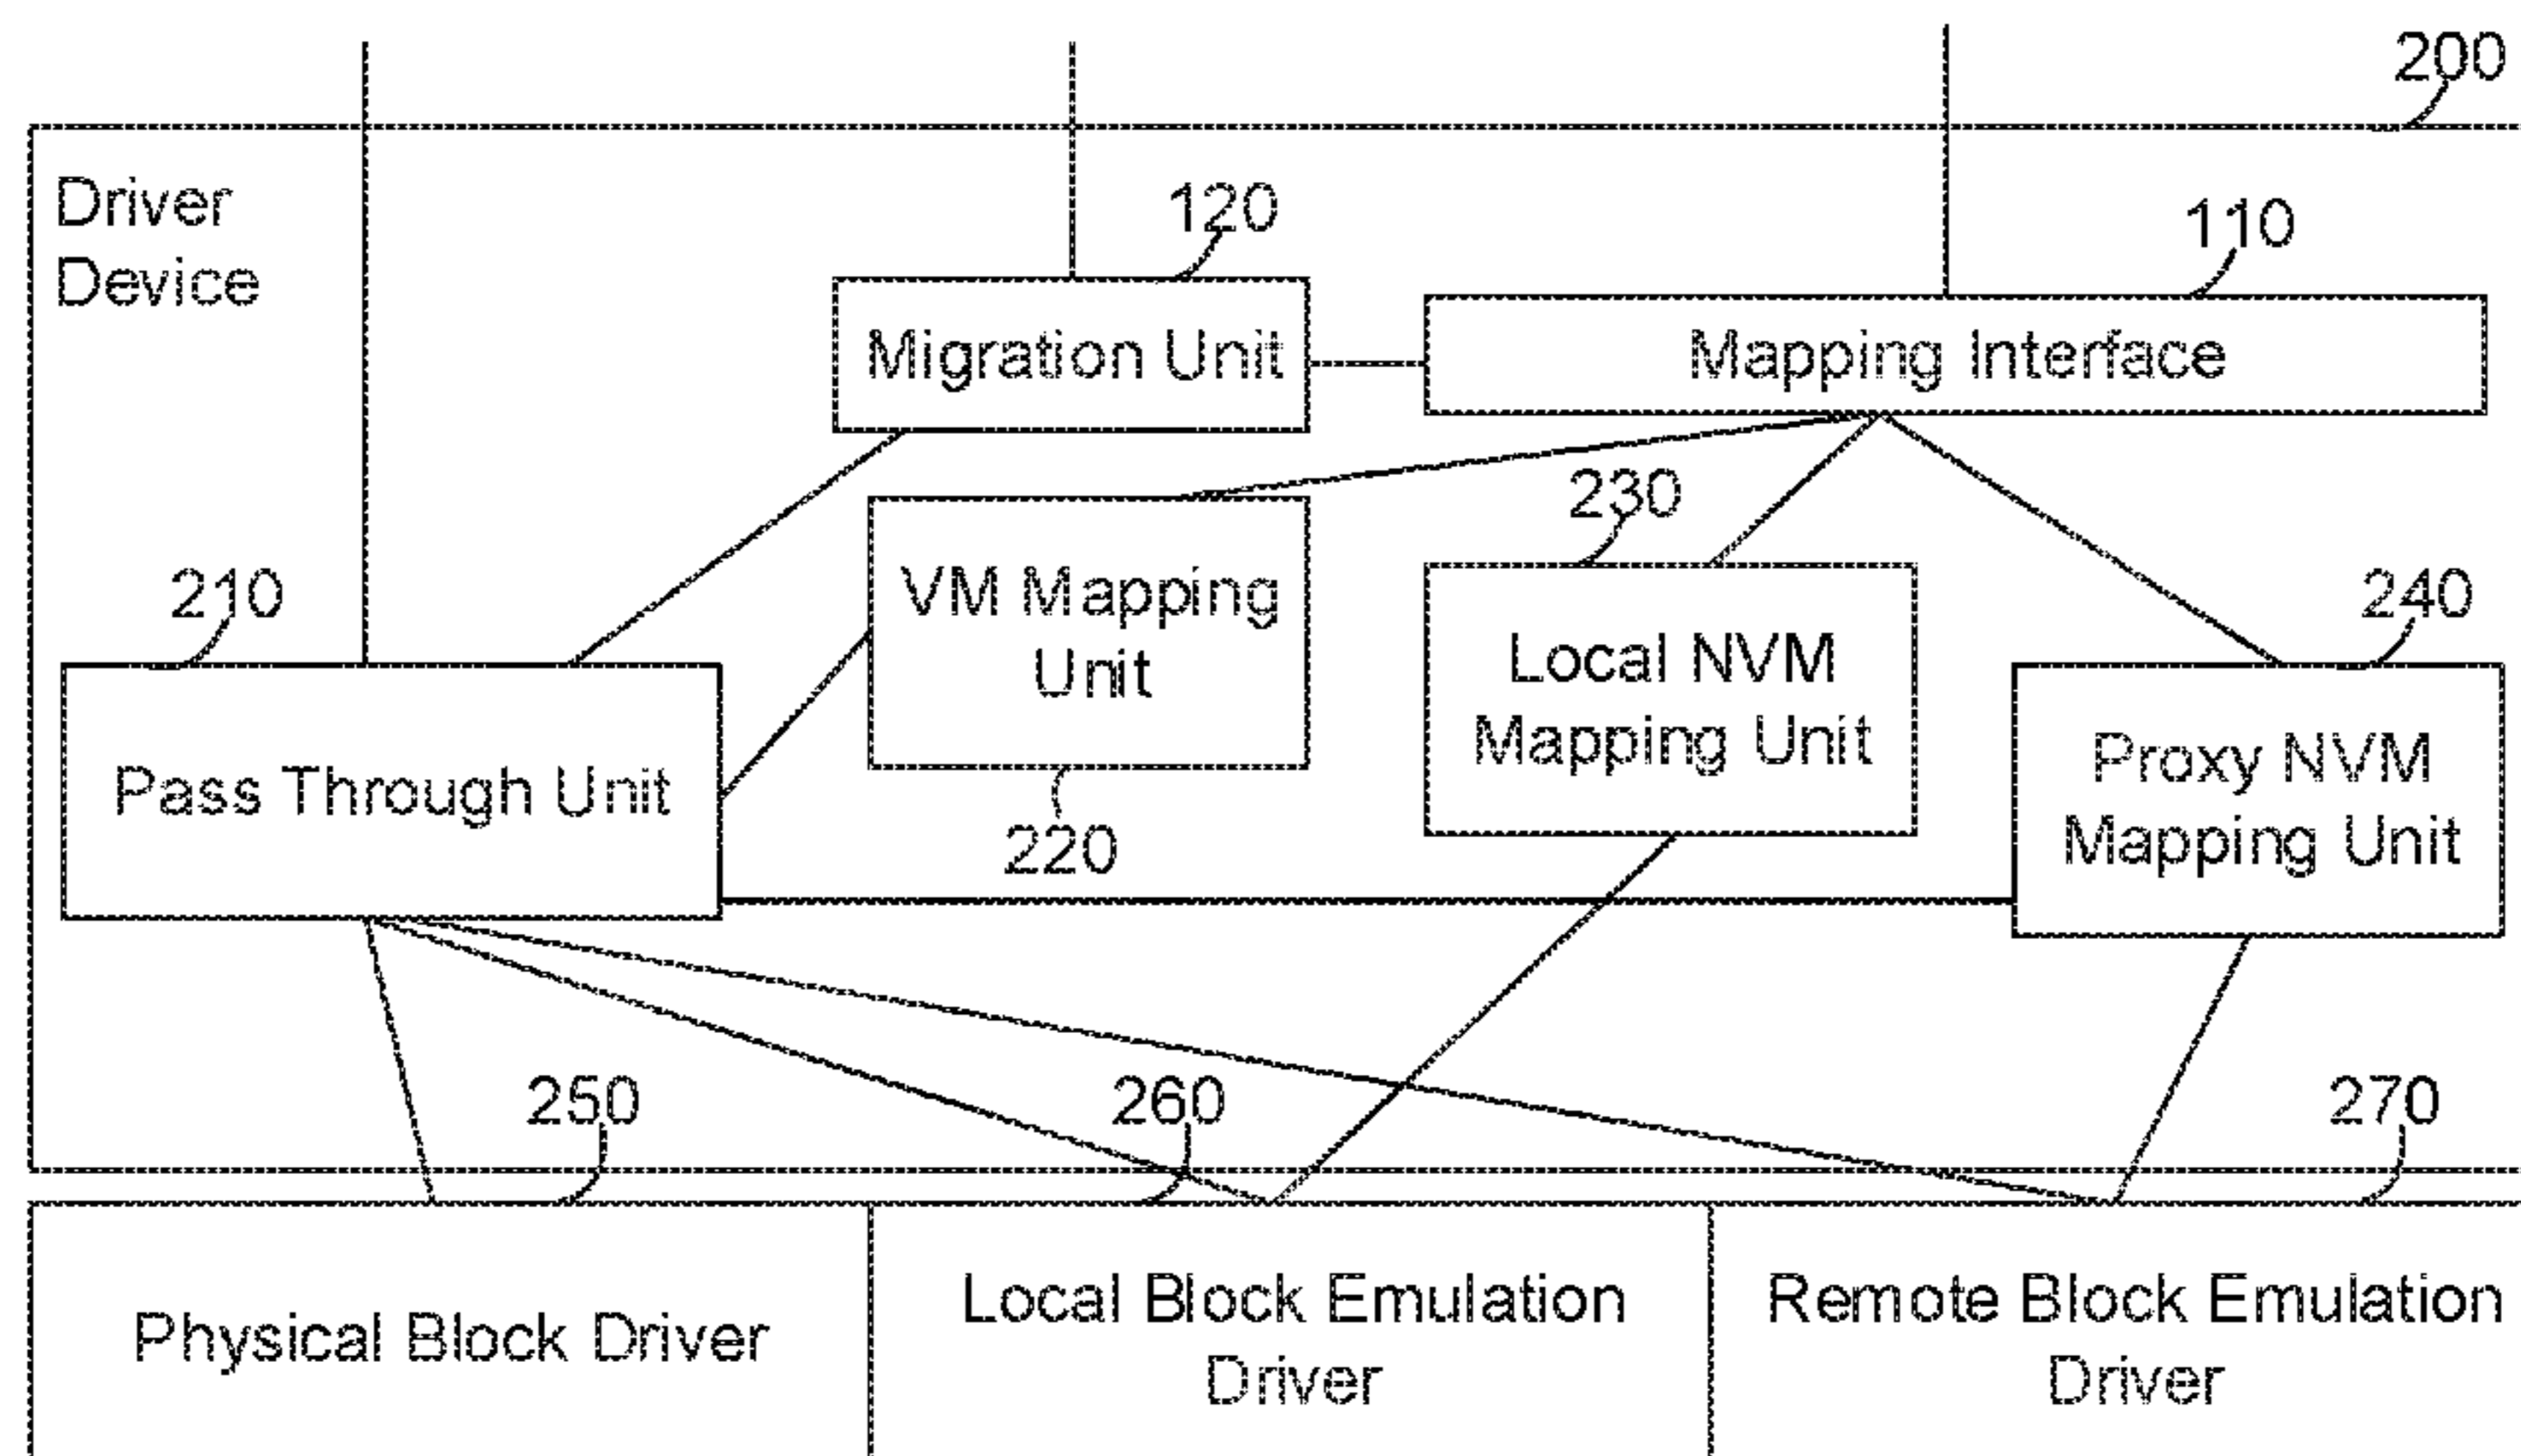 200
Driver
Device
120
110
Migration Unit
Mapping Interface
230
210
VM Mapping
Unit
240
Local NVM
Mapping Unit
Pass Through Unit
Proxy NVM
Mapping Unit
220
250
260
270
Physical Block Driver
Local Block Emulation
Driver
Remote Block Emulation
Driver